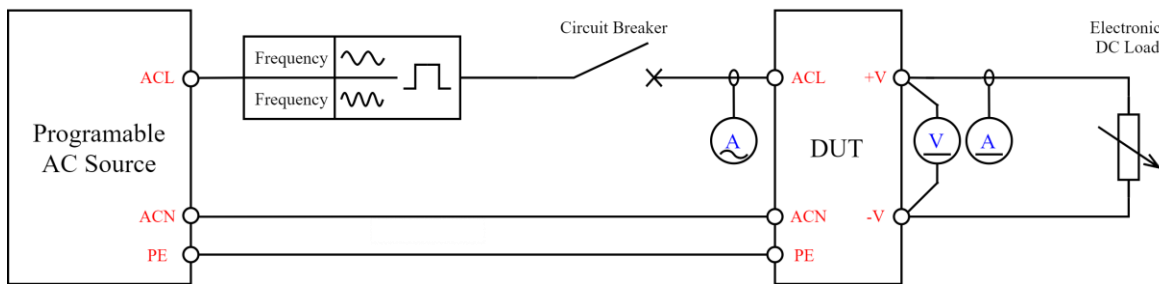 Circuit Breaker
Electronic
DC Load
Frequency
ACL
ACL
+V
Frequency
Programable
AC Source
A
DUT
V
A
ACN
ACN
-V
PE
PE